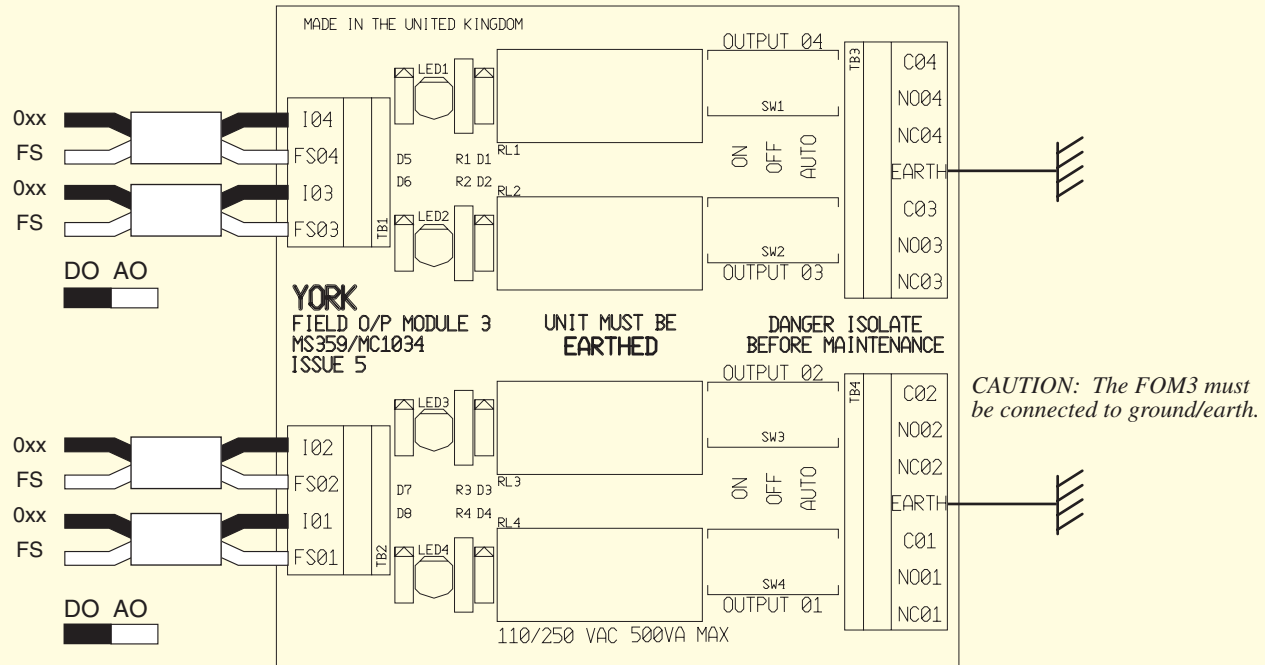 MADE IN THE UNITED KINGDOM
OUTPUT 04
TB3
C04
LED1
NO04
SW1
0xx
I04
NC04
FS
FS04
RL1
ON
OFF
AUTO
D5
R1 D1
EARTH
0xx
I03
D6
R2 D2
RL2
C03
FS
FS03
TB1
LED2
NO03
SW2
OUTPUT 03
NC03
DO AO
YORK
FIELD O/P MODULE 3
MS359/MC1034
ISSUE 5
UNIT MUST BE
EARTHED
DANGER ISOLATE
BEFORE MAINTENANCE
OUTPUT 02
TB4
C02
CAUTION: The FOM3 must
be connected to ground/earth.
LED3
NO02
SW3
0xx
I02
NC02
FS
FS02
RL3
ON
OFF
AUTO
D7
R3 D3
EARTH
0xx
I01
D8
R4 D4
RL4
C01
FS
FS01
TB2
LED4
NO01
SW4
OUTPUT 01
NC01
DO AO
110/250 VAC 500VA MAX